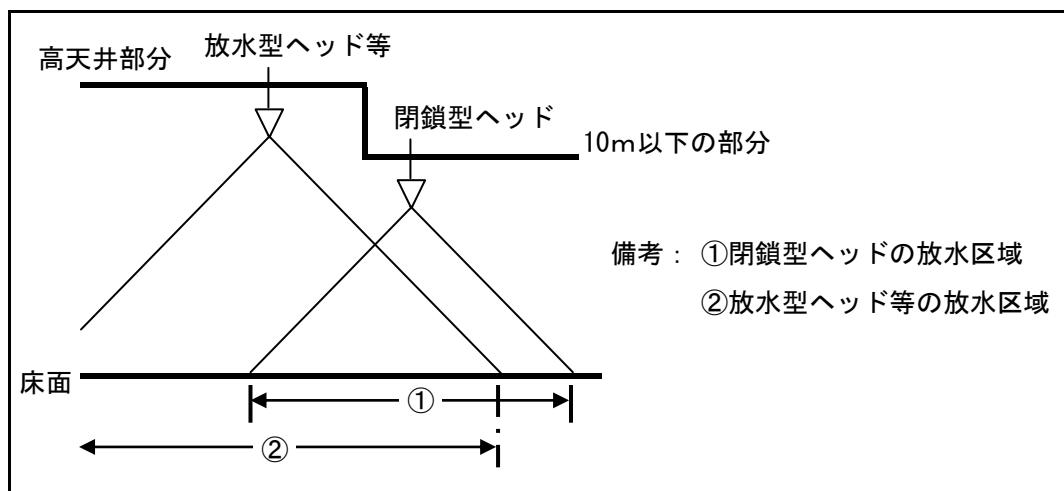 放水型ヘッド等
高天井部分
閉鎖型ヘッド
10m以下の部分
備考： ①閉鎖型ヘッドの放水区域
②放水型ヘッド等の放水区域
床面
①
②